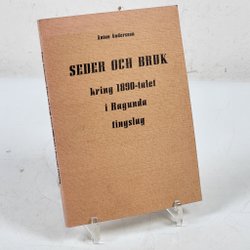 Anton Andersson
SEDER OCH BRUK
kring 1890-talet
i Ragunda
tingslag